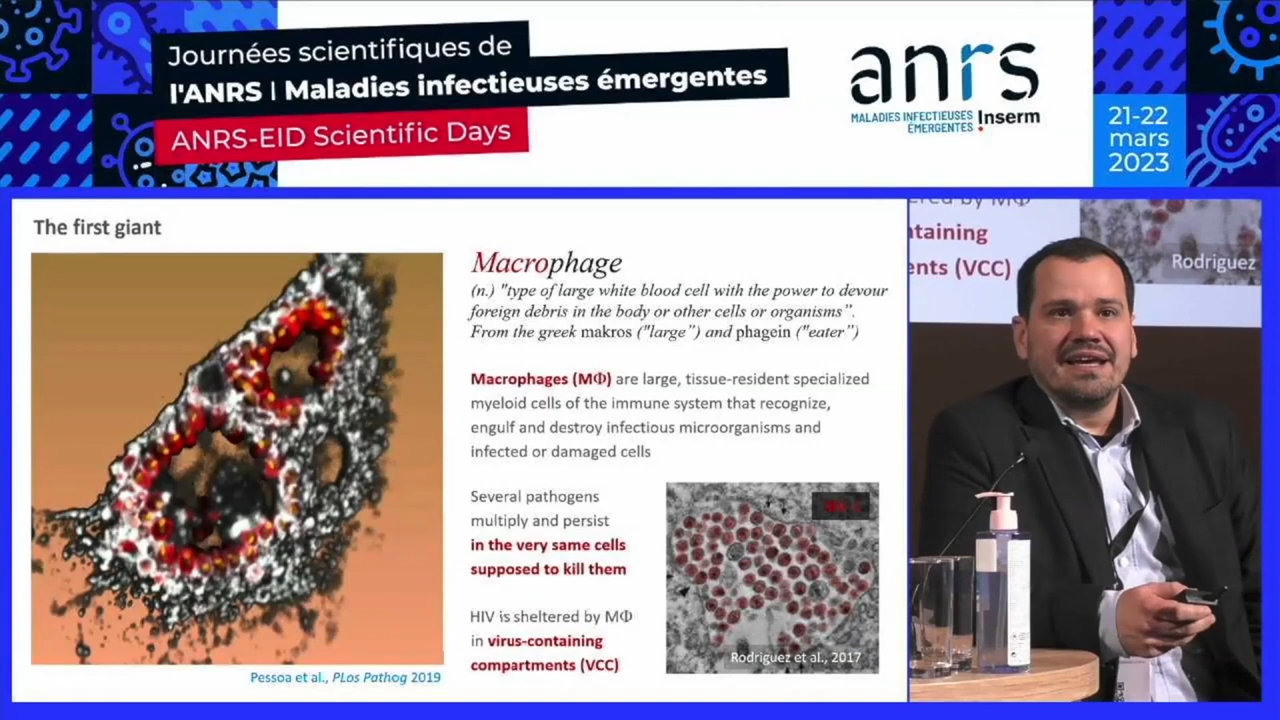 Journées scientifiques de
l'ANRS | Maladies infectieuses émergentes
ANRS-EID Scientific Days
anrs
MALADIES INFECTIEUSES
ÉMERGENTES Inserm
21-22
mars
2023
The first giant
Macrophage
(n.) "type of large white blood cell with the power to devour
foreign debris in the body or other cells or organisms".
From the greek makros ("large") and phagein ("eater")
Macrophages (MΦ) are large, tissue-resident specialized
myeloid cells of the immune system that recognize,
engulf and destroy infectious microorganisms and
infected or damaged cells
Several pathogens
multiply and persist
in the very same cells
supposed to kill them
HIV is sheltered by MΦ
in virus-containing
compartments (VCC)
Rodriguez et al., 2017
Pessoa et al., PLos Pathog 2019
by MΦ
ntaining
ents (VCC)
Rodriguez